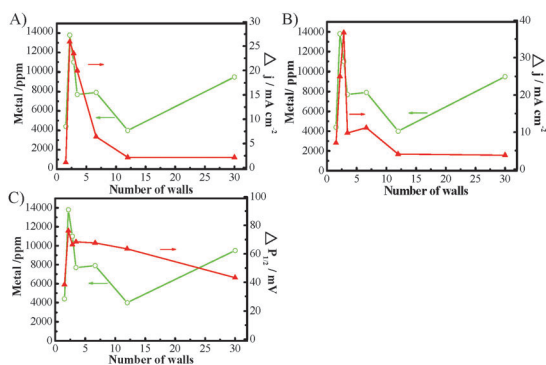 A)
Metal /ppm
14000
12000
10000
8000
6000
4000
2000
0
30
25
20
15
10
5
0
△ j / mA cm⁻²
0 5 10 15 20 25 30
Number of walls
B)
Metal/ ppm
14000
12000
10000
8000
6000
4000
2000
0
40
30
20
10
0
△ j / mA cm⁻²
0 5 10 15 20 25 30
Number of walls
C)
Metal /ppm
14000
12000
10000
8000
6000
4000
2000
0
100
80
60
40
20
0
△ P₁/₂ / mV
0 5 10 15 20 25 30
Number of walls